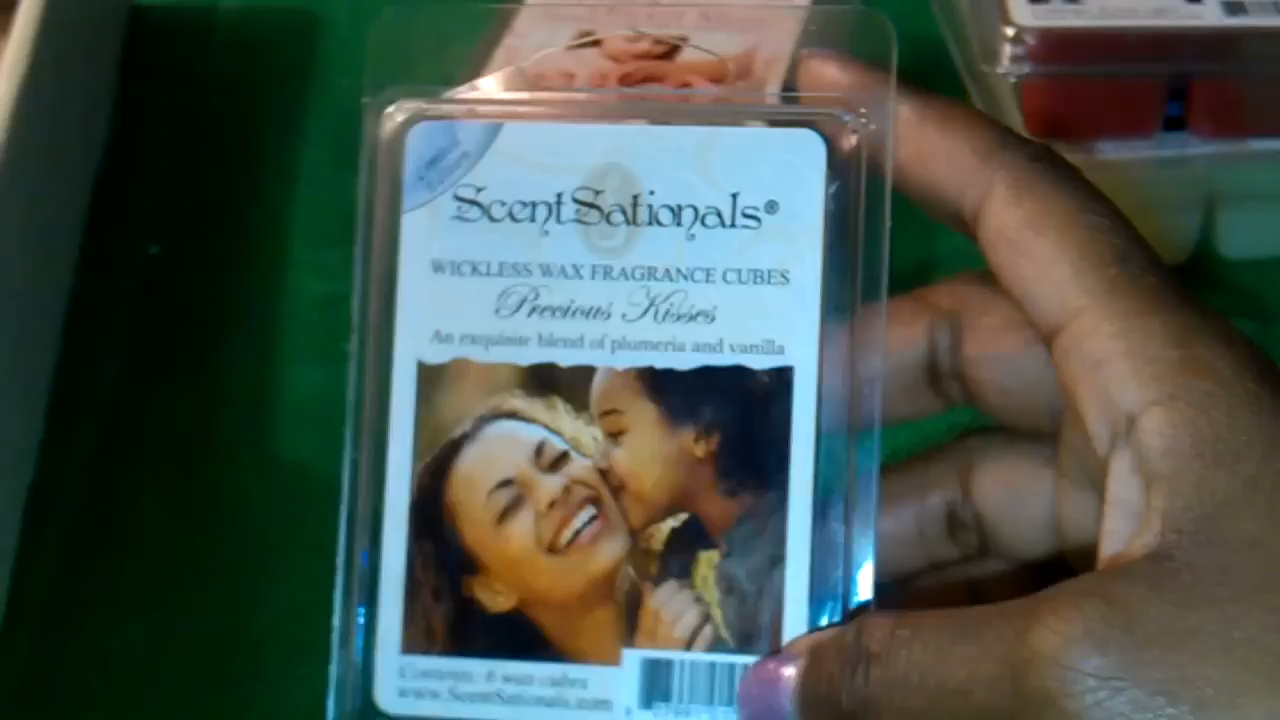 ScentSationals®
WICKLESS WAX FRAGRANCE CUBES
Precious Kisses
An exquisite blend of plumeria and vanilla
Contents: 8 wax cubes
www.ScentSationals.com